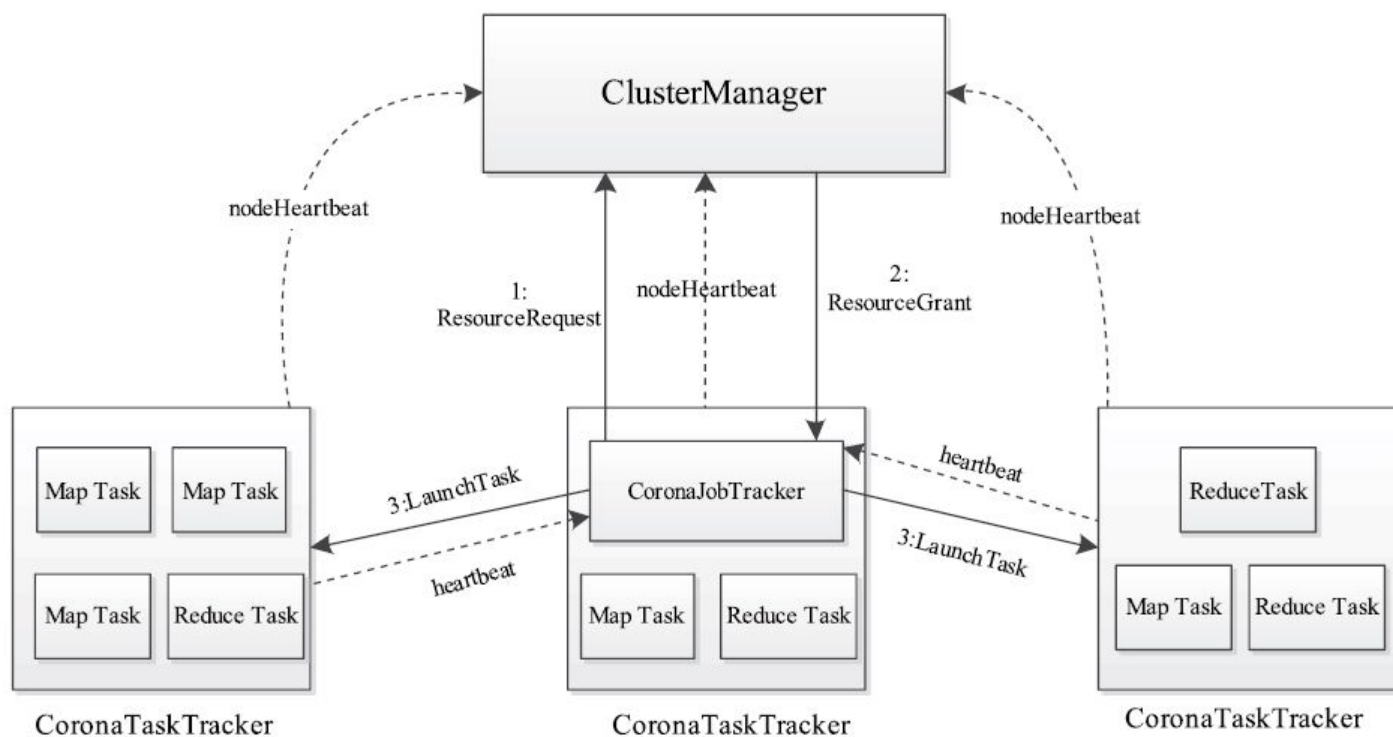 ClusterManager
nodeHeartbeat
nodeHeartbeat
1:
ResourceRequest
nodeHeartbeat
2:
ResourceGrant
Map Task
Map Task
Map Task
Reduce Task
3:LaunchTask
heartbeat
CoronaJobTracker
Map Task
Reduce Task
heartbeat
3:LaunchTask
ReduceTask
Map Task
Reduce Task
CoronaTaskTracker
CoronaTaskTracker
CoronaTaskTracker